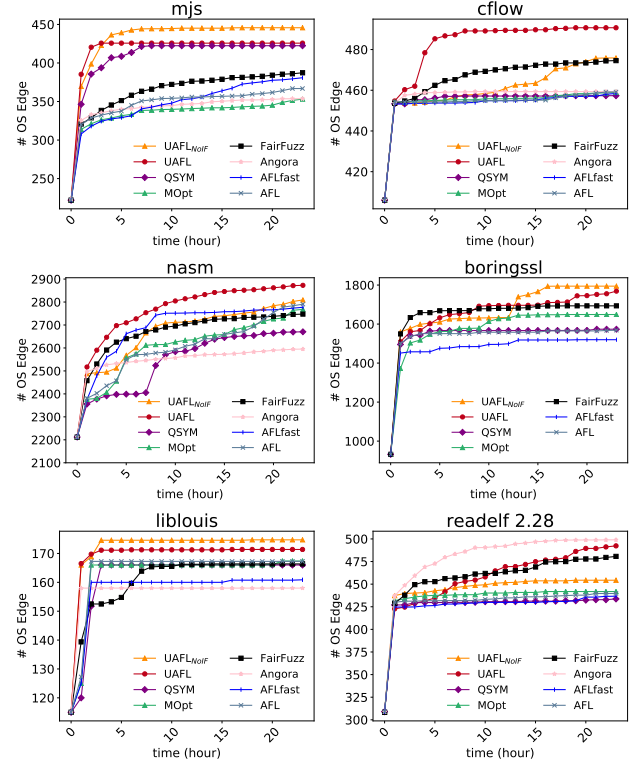 mjs
# OS Edge
450
400
350
300
250
UAFL_NoIF
UAFL
QSYM
MOpt
FairFuzz
Angora
AFLfast
AFL
0
5
10
15
20
time (hour)
cflow
# OS Edge
480
460
440
420
UAFL_NoIF
UAFL
QSYM
MOpt
FairFuzz
Angora
AFLfast
AFL
0
5
10
15
20
time (hour)
nasm
# OS Edge
2900
2800
2700
2600
2500
2400
2300
2200
2100
UAFL_NoIF
UAFL
QSYM
MOpt
FairFuzz
Angora
AFLfast
AFL
0
5
10
15
20
time (hour)
boringssl
# OS Edge
1800
1600
1400
1200
1000
UAFL_NoIF
UAFL
QSYM
MOpt
FairFuzz
AFLfast
AFL
0
5
10
15
20
time (hour)
liblouis
# OS Edge
170
160
150
140
130
120
UAFL_NoIF
UAFL
QSYM
MOpt
FairFuzz
Angora
AFLfast
AFL
0
5
10
15
20
time (hour)
readelf 2.28
# OS Edge
500
475
450
425
400
375
350
325
300
UAFL_NoIF
UAFL
QSYM
MOpt
FairFuzz
Angora
AFLfast
AFL
0
5
10
15
20
time (hour)